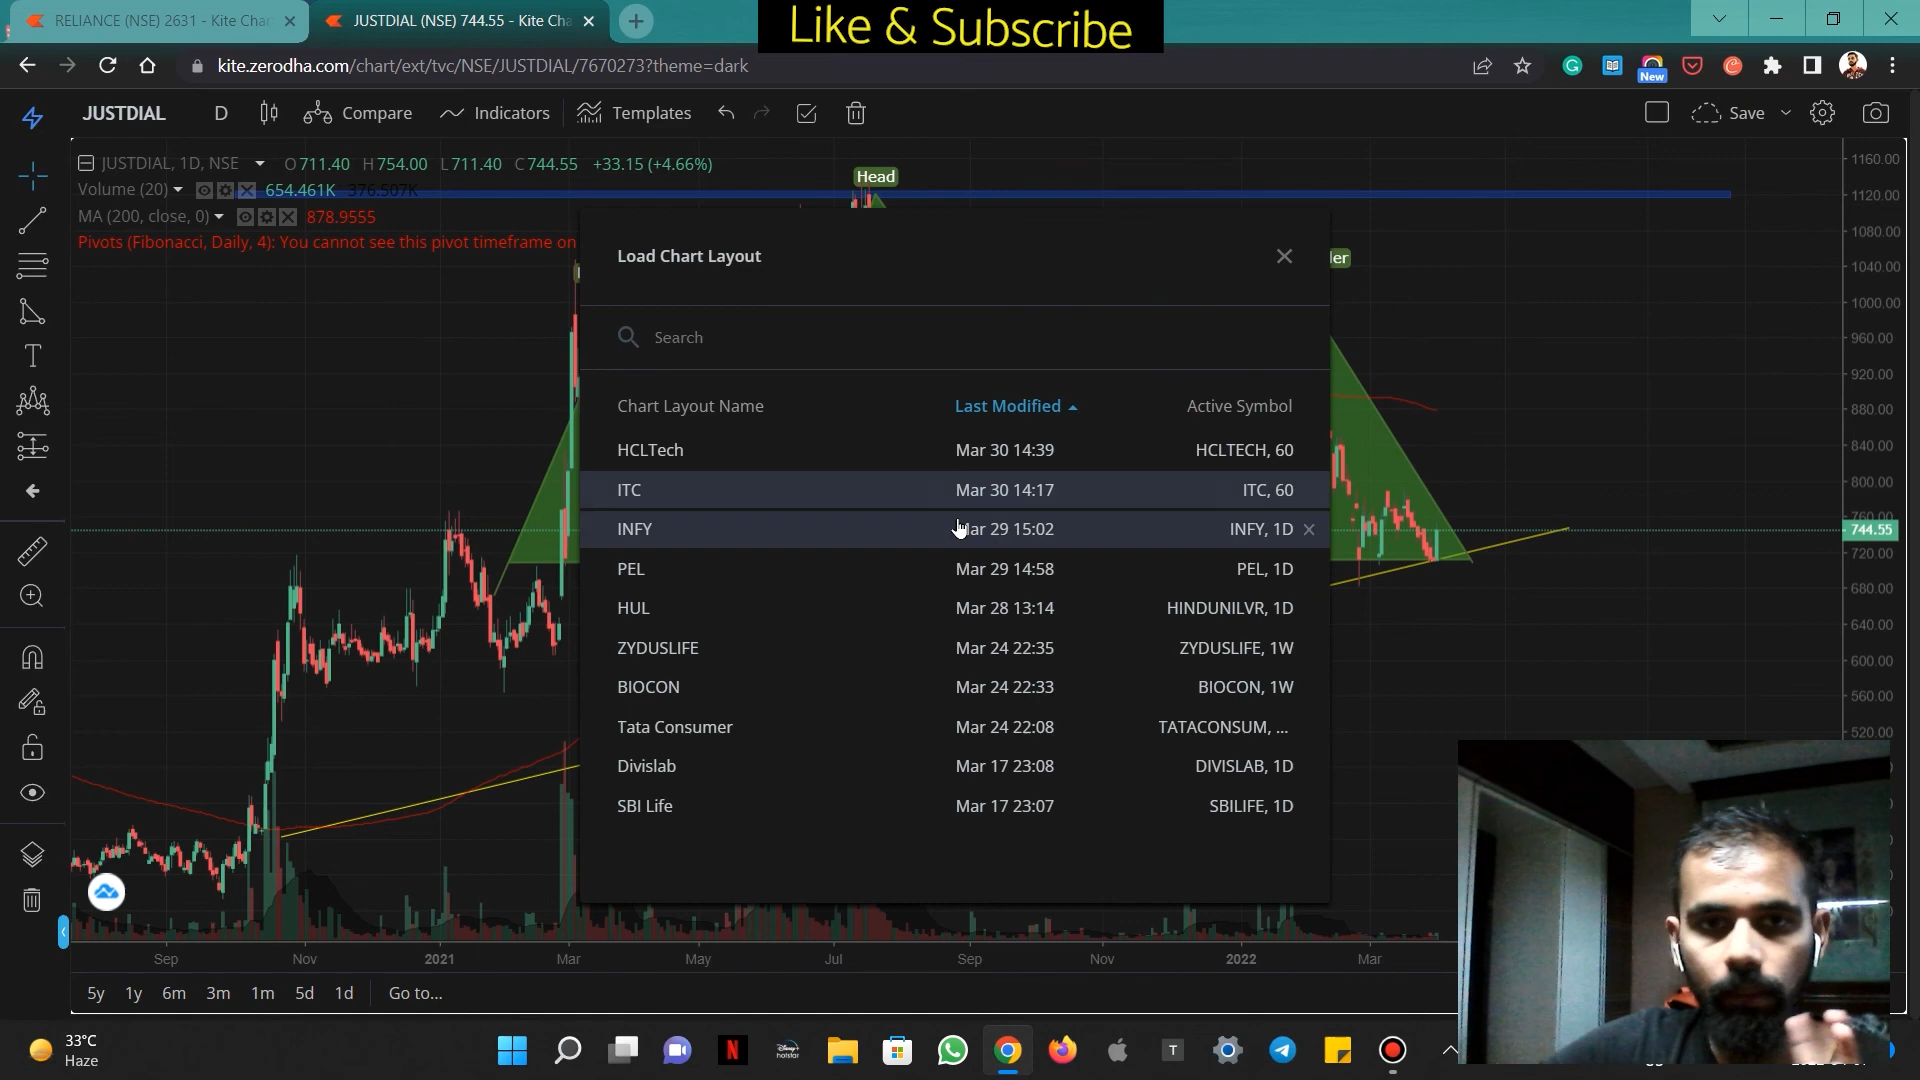 RELIANCE (NSE) 2631 - Kite Char
JUSTDIAL (NSE) 744.55 - Kite Cha
Like & Subscribe
kite.zerodha.com/chart/ext/tvc/NSE/JUSTDIAL/7670273?theme=dark
New
JUSTDIAL D Compare Indicators Templates Save
JUSTDIAL, 1D, NSE O711.40 H754.00 L711.40 C744.55 +33.15 (+4.66%)
Volume (20) 654.461K 376.507K
MA (200, close, 0) 878.9555
Pivots (Fibonacci, Daily, 4): You cannot see this pivot timeframe on
Head
ler
Load Chart Layout
Search
Chart Layout Name Last Modified Active Symbol
HCLTech Mar 30 14:39 HCLTECH, 60
ITC Mar 30 14:17 ITC, 60
INFY Mar 29 15:02 INFY, 1D
PEL Mar 29 14:58 PEL, 1D
HUL Mar 28 13:14 HINDUNILVR, 1D
ZYDUSLIFE Mar 24 22:35 ZYDUSLIFE, 1W
BIOCON Mar 24 22:33 BIOCON, 1W
Tata Consumer Mar 24 22:08 TATACONSUM, ...
Divislab Mar 17 23:08 DIVISLAB, 1D
SBI Life Mar 17 23:07 SBILIFE, 1D
1160.00
1120.00
1080.00
1040.00
1000.00
960.00
920.00
880.00
840.00
800.00
760.00
744.55
720.00
680.00
640.00
600.00
560.00
520.00
Sep Nov 2021 Mar May Jul Sep Nov 2022 Mar
5y 1y 6m 3m 1m 5d 1d Go to...
33°C
Haze